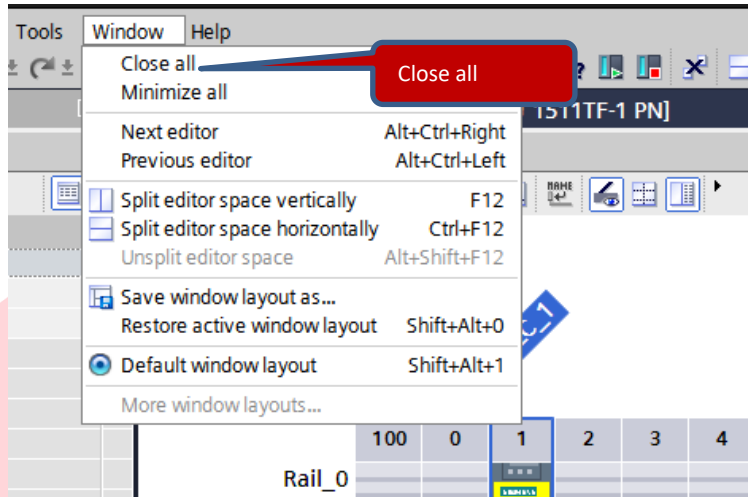 Tools Window Help
Close all
Close all
Minimize all
1511TF-1 PN]
Next editor Alt+Ctrl+Right
Previous editor Alt+Ctrl+Left
Split editor space vertically F12
Split editor space horizontally Ctrl+F12
Unsplit editor space Alt+Shift+F12
Save window layout as...
Restore active window layout Shift+Alt+0
Default window layout Shift+Alt+1
More window layouts...
NAME
C_1
100 0 1 2 3 4
Rail_0
SIEMENS